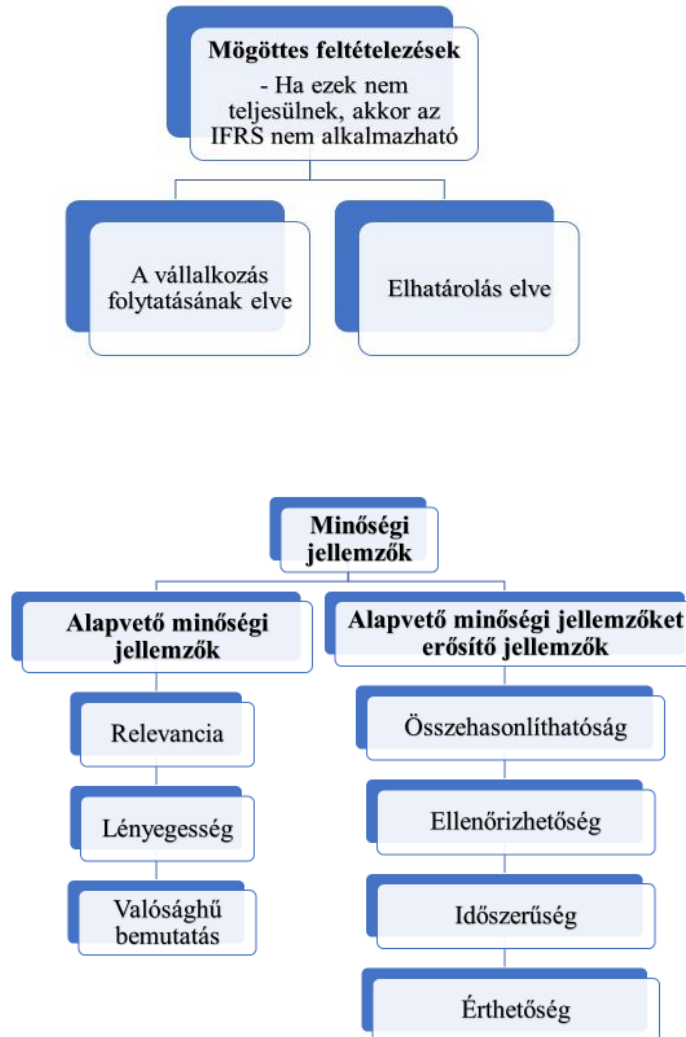 Mögöttes feltételezések
- Ha ezek nem
teljesülnek, akkor az
IFRS nem alkalmazható
A vállalkozás
folytatásának elve
Elhatárolás elve
Minőségi
jellemzők
Alapvető minőségi
jellemzők
Relevancia
Lényegesség
Valósághű
bemutatás
Alapvető minőségi jellemzőket
erősítő jellemzők
Összehasonlíthatóság
Ellenőrizhetőség
Időszerűség
Érthetőség